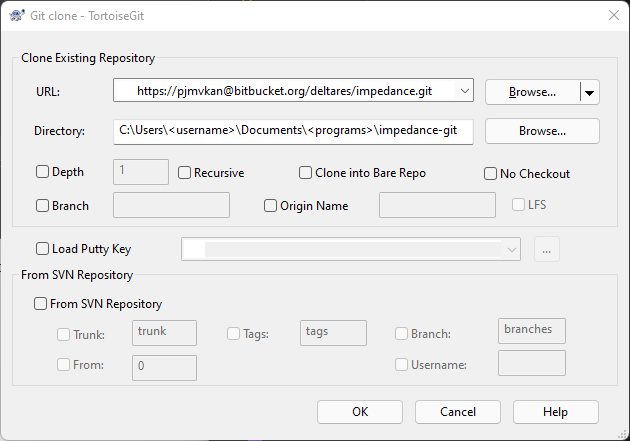 Git clone - TortoiseGit
Clone Existing Repository
URL: https://pjmvkan@bitbucket.org/deltares/impedance.git Browse...
Directory: C:\Users\<username>\Documents\<programs>\impedance-git Browse...
Depth 1 Recursive Clone into Bare Repo No Checkout
Branch Origin Name LFS
Load Putty Key ...
From SVN Repository
From SVN Repository
Trunk: trunk Tags: tags Branch: branches
From: 0 Username:
OK Cancel Help